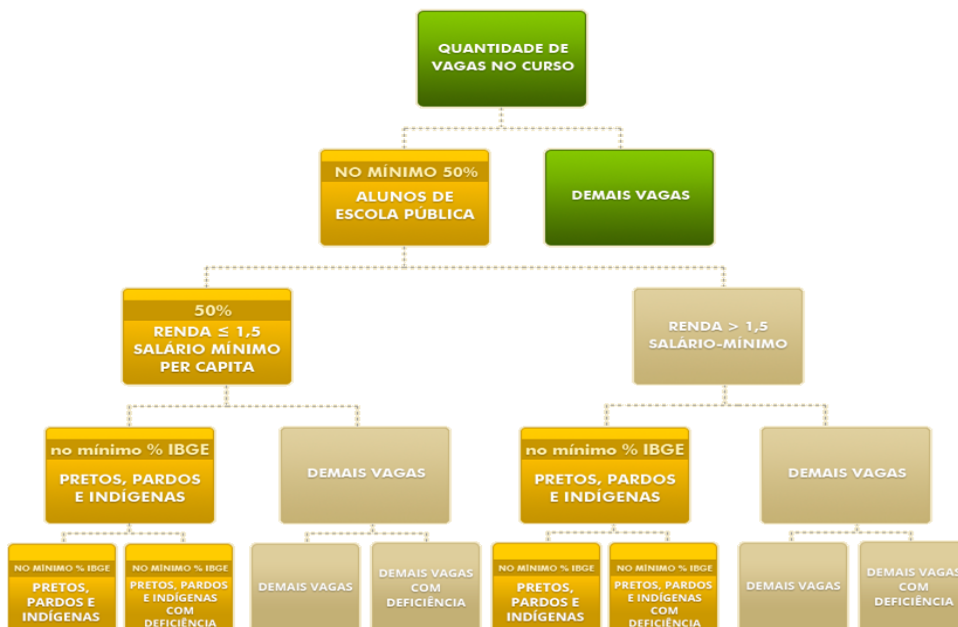 QUANTIDADE DE
VAGAS NO CURSO
NO MÍNIMO 50%
ALUNOS DE
ESCOLA PÚBLICA
DEMAIS VAGAS
50%
RENDA ≤ 1,5
SALÁRIO MÍNIMO
PER CAPITA
RENDA > 1,5
SALÁRIO-MÍNIMO
no mínimo % IBGE
PRETOS, PARDOS
E INDÍGENAS
DEMAIS VAGAS
no mínimo % IBGE
PRETOS, PARDOS
E INDÍGENAS
DEMAIS VAGAS
NO MÍNIMO % IBGE
PRETOS,
PARDOS E
INDÍGENAS
NO MÍNIMO % IBGE
PRETOS, PARDOS
E INDÍGENAS
COM
DEFICIÊNCIA
DEMAIS VAGAS
DEMAIS VAGAS
COM
DEFICIÊNCIA
NO MÍNIMO % IBGE
PRETOS,
PARDOS E
INDÍGENAS
NO MÍNIMO % IBGE
PRETOS, PARDOS
E INDÍGENAS
COM
DEFICIÊNCIA
DEMAIS VAGAS
DEMAIS VAGAS
COM
DEFICIÊNCIA